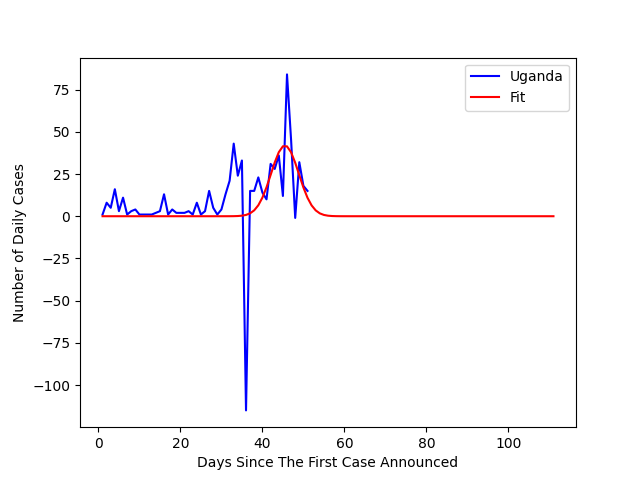 Uganda
Fit
75
50
25
0
−25
−50
−75
−100
Number of Daily Cases
0 20 40 60 80 100
Days Since The First Case Announced